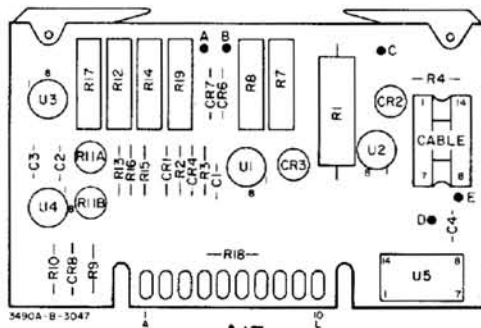 A B
C
8
U3
R17
R12
R14
R19
CR7
CR6
R8
R7
R1
CR2
R4
1 14
CABLE
7 8
U2
8
C3
C2
R11A
R13
R16
R15
CR1
R2
CR4
R3
C1
U1
8
CR3
U4
8
R11B
E
D
C4
R10
CR8
R9
R18
14 8
U5
1 7
3490A-B-3047
1 10
A L